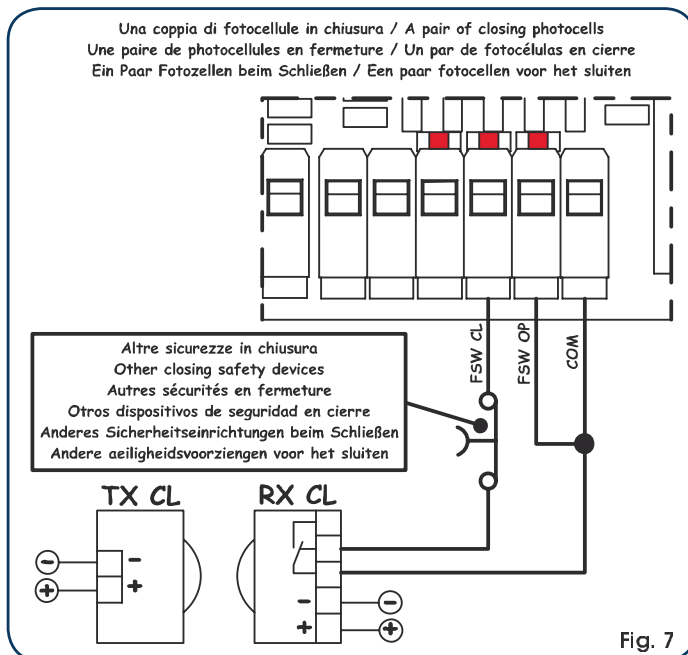 Una coppia di fotocellule in chiusura / A pair of closing photocells
Une paire de photocellules en fermeture / Un par de fotocélulas en cierre
Ein Paar Fotozellen beim Schließen / Een paar fotocellen voor het sluiten
FSW CL
FSW OP
COM
Altre sicurezze in chiusura
Other closing safety devices
Autres sécurités en fermeture
Otros dispositivos de seguridad en cierre
Anderes Sicherheitseinrichtungen beim Schließen
Andere aeiligheidsvoorziengen voor het sluiten
TX CL
RX CL
- -
+ +
- -
+ +
Fig. 7